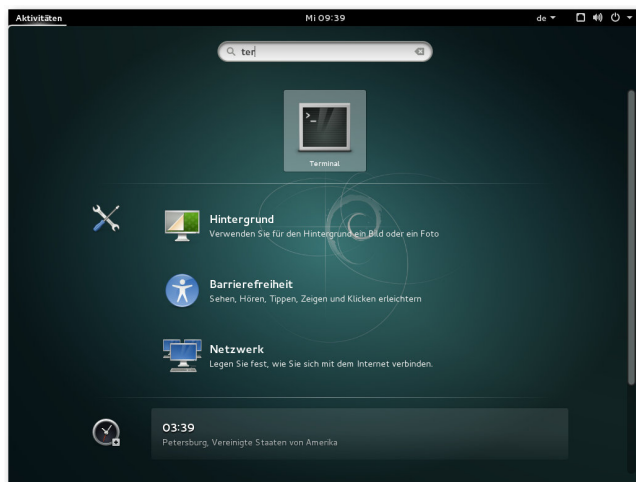 Aktivitäten
Mi 09:39
de
ter
>_
Terminal
Hintergrund
Verwenden Sie für den Hintergrund ein Bild oder ein Foto
Barrierefreiheit
Sehen, Hören, Tippen, Zeigen und Klicken erleichtern
Netzwerk
Legen Sie fest, wie Sie sich mit dem Internet verbinden.
03:39
Petersburg, Vereinigte Staaten von Amerika